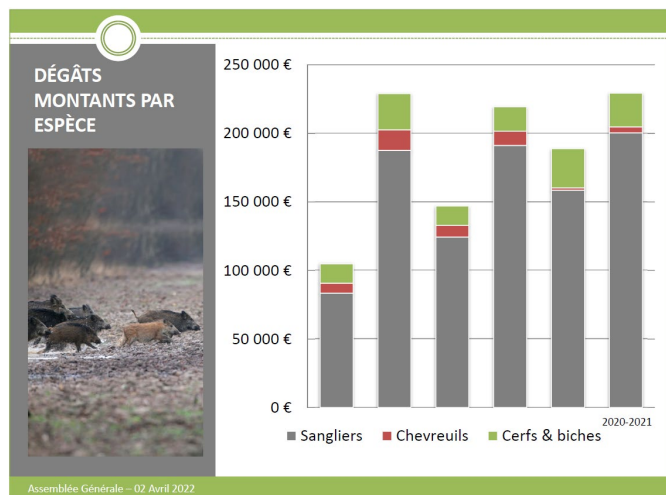 DÉGÂTS
MONTANTS PAR
ESPÈCE
250 000 €
200 000 €
150 000 €
100 000 €
50 000 €
0 €
2020-2021
Sangliers Chevreuils Cerfs & biches
Assemblée Générale – 02 Avril 2022